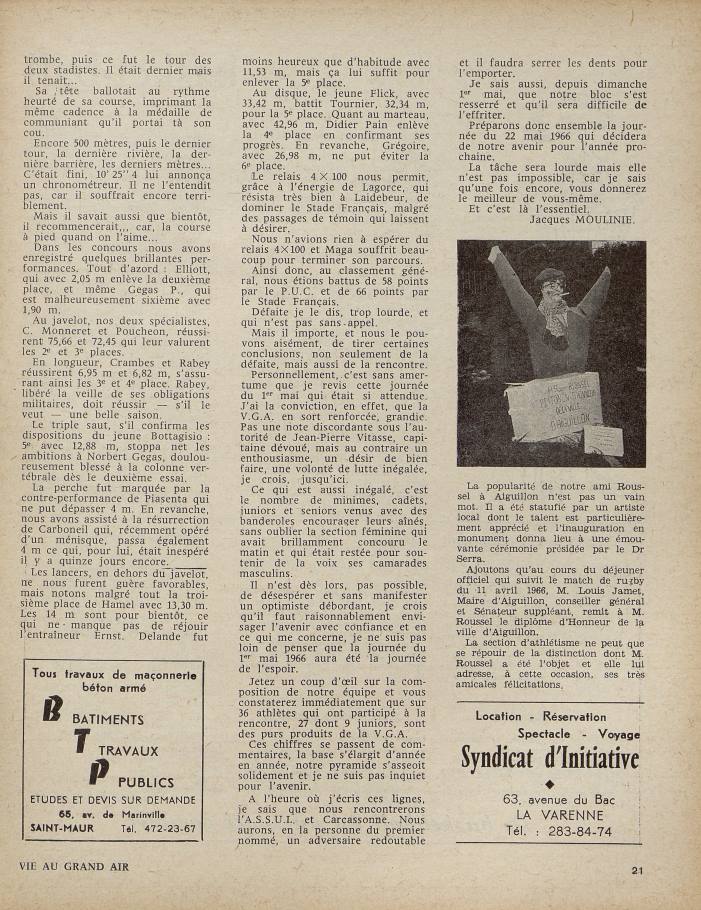 trombe, puis ce fut le tour des
deux stadistes. Il était dernier mais
il tenait...
Sa tête ballotait au rythme
heurté de sa course, imprimant la
même cadence à la médaille de
communiant qu'il portai tà son
cou.
Encore 500 mètres, puis le dernier
tour, la dernière rivière, la der-
nière barrière, les derniers mètres...
C'était fini, 10' 25'' 4 lui annonça
un chronométreur. Il ne l'entendit
pas, car il souffrait encore terri-
blement.
Mais il savait aussi que bientôt,
il recommencerait,,, car, la course
à pied quand on l'aime...
Dans les concours nous avons
enregistré quelques brillantes per-
formances. Tout d'azord : Elliott,
qui avec 2,05 m enlève la deuxième
place, et même Gegas P., qui
est malheureusement sixième avec
1,90 m.
Au javelot, nos deux spécialistes,
C. Monneret et Poucheon, réussi-
rent 75,66 et 72,45 qui leur valurent
les 2e et 3e places.
En longueur, Crambes et Rabey
réussirent 6,95 m et 6,82 m, s'assu-
rant ainsi les 3e et 4e place. Rabey,
libéré la veille de ses obligations
militaires, doit réussir — s'il le
veut — une belle saison.
Le triple saut, s'il confirma les
dispositions du jeune Bottagisio :
5e avec 12,88 m, stoppa net les
ambitions à Norbert Gegas, doulou-
reusement blessé à la colonne ver-
tébrale dès le deuxième essai.
La perche fut marquée par la
contre-performance de Piasenta qui
ne put dépasser 4 m. En revanche,
nous avons assisté à la résurrection
de Carboneil qui, récemment opéré
d'un ménisque, passa également
4 m ce qui, pour lui, était inespéré
il y a quinze jours encore.
Les lancers, en dehors du javelot,
ne nous furent guère favorables,
mais notons malgré tout la troi-
sième place de Hamel avec 13,30 m.
Les 14 m sont pour bientôt, ce
qui ne manque pas de réjouir
l'entraîneur Ernst. Delande fut
Tous travaux de maçonnerie
béton armé
BATIMENTS
TRAVAUX
PUBLICS
ETUDES ET DEVIS SUR DEMANDE
65, av. de Marinville
SAINT-MAUR Tél. 472-23-67
moins heureux que d'habitude avec
11,53 m, mais ça lui suffit pour
enlever la 5e place.
Au disque, le jeune Flick, avec
33,42 m, battit Tournier, 32,34 m,
pour la 5e place. Quant au marteau,
avec 42,96 m, Didier Pain enlève
la 4e place en confirmant ses
progrès. En revanche, Grégoire,
avec 26,98 m, ne put éviter la
6e place.
Le relais 4 × 100 nous permit,
grâce à l'énergie de Lagorce, qui
résista très bien à Laidebeur, de
dominer le Stade Français, malgré
des passages de témoin qui laissent
à désirer.
Nous n'avions rien à espérer du
relais 4×100 et Maga souffrit beau-
coup pour terminer son parcours.
Ainsi donc, au classement géné-
ral, nous étions battus de 58 points
par le P.U.C. et de 66 points par
le Stade Français.
Défaite je le dis, trop lourde, et
qui n'est pas sans appel.
Mais il importe, et nous le pou-
vons aisément, de tirer certaines
conclusions, non seulement de la
défaite, mais aussi de la rencontre.
Personnellement, c'est sans amer-
tume que je revis cette journée
du 1er mai qui était si attendue.
J'ai la conviction, en effet, que la
V.G.A. en sort renforcée, grandie.
Pas une note discordante sous l'au-
torité de Jean-Pierre Vitasse, capi-
taine dévoué, mais au contraire un
enthousiasme, un désir de bien
faire, une volonté de lutte inégalée,
je crois, jusqu'ici.
Ce qui est aussi inégalé, c'est
le nombre de minimes, cadets,
juniors et seniors venus avec des
banderoles encourager leurs aînés,
sans oublier la section féminine qui
avait brillamment concouru le
matin et qui était restée pour sou-
tenir de la voix ses camarades
masculins.
Il n'est dès lors, pas possible,
de désespérer et sans manifester
un optimiste débordant, je crois
qu'il faut raisonnablement envi-
sager l'avenir avec confiance et en
ce qui me concerne, je ne suis pas
loin de penser que la journée du
1er mai 1966 aura été la journée
de l'espoir.
Jetez un coup d'œil sur la com-
position de notre équipe et vous
constaterez immédiatement que sur
36 athlètes qui ont participé à la
rencontre, 27 dont 9 juniors, sont
des purs produits de la V.G.A.
Ces chiffres se passent de com-
mentaires, la base s'élargit d'année
en année, notre pyramide s'asseoit
solidement et je ne suis pas inquiet
pour l'avenir.
A l'heure où j'écris ces lignes,
je sais que nous rencontrerons
l'A.S.S.U.L. et Carcassonne. Nous
aurons, en la personne du premier
nommé, un adversaire redoutable
et il faudra serrer les dents pour
l'emporter.
Je sais aussi, depuis dimanche
1er mai, que notre bloc s'est
resserré et qu'il sera difficile de
l'effriter.
Préparons donc ensemble la jour-
née du 22 mai 1966 qui décidera
de notre avenir pour l'année pro-
chaine.
La tâche sera lourde mais elle
n'est pas impossible, car je sais
qu'une fois encore, vous donnerez
le meilleur de vous-même.
Et c'est là l'essentiel.
Jacques MOULINIE.
ROUSSEL
D'AIGUILLON
La popularité de notre ami Rous-
sel à Aiguillon n'est pas un vain
mot. Il a été statufié par un artiste
local dont le talent est particulière-
ment apprécié et l'inauguration en
monument donna lieu à une émou-
vante cérémonie présidée par le Dr
Serra.
Ajoutons qu'au cours du déjeuner
officiel qui suivit le match de rugby
du 11 avril 1966, M. Louis Jamet,
Maire d'Aiguillon, conseiller général
et Sénateur suppléant, remit à M.
Roussel le diplôme d'Honneur de la
ville d'Aiguillon.
La section d'athlétisme ne peut que
se répouir de la distinction dont M.
Roussel a été l'objet et elle lui
adresse, à cette occasion, ses très
amicales félicitations.
Location - Réservation
Spectacle - Voyage
Syndicat d'Initiative
63, avenue du Bac
LA VARENNE
Tél. : 283-84-74
VIE AU GRAND AIR
21